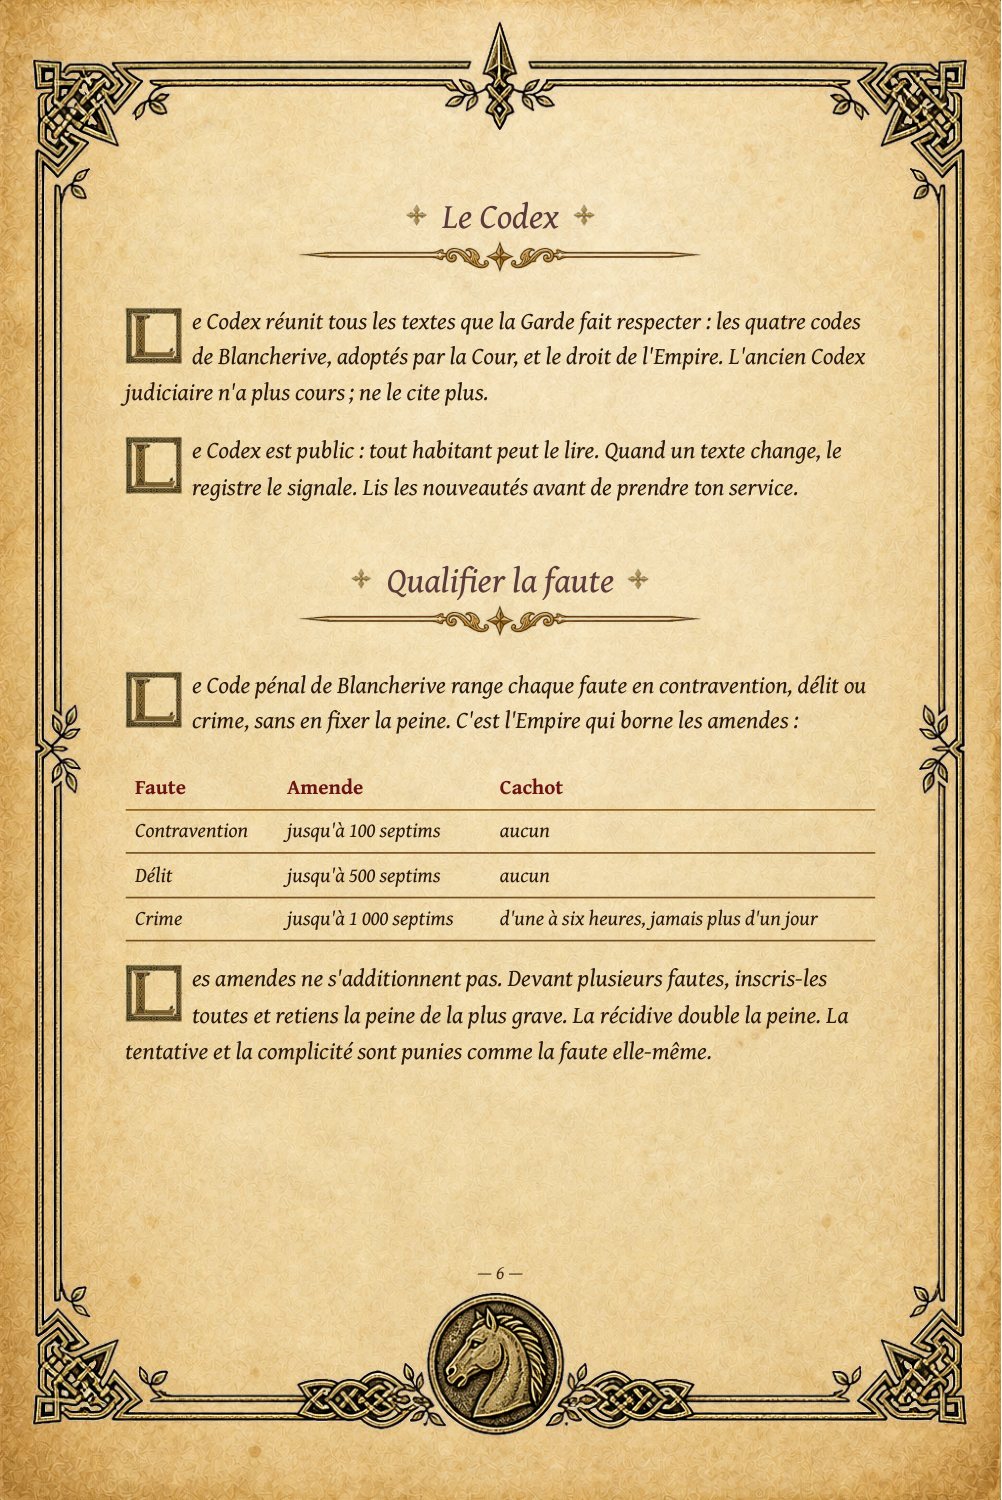 Le Codex
Le Codex réunit tous les textes que la Garde fait respecter : les quatre codes
de Blancherive, adoptés par la Cour, et le droit de l'Empire. L'ancien Codex
judiciaire n'a plus cours ; ne le cite plus.
Le Codex est public : tout habitant peut le lire. Quand un texte change, le
registre le signale. Lis les nouveautés avant de prendre ton service.
Qualifier la faute
Le Code pénal de Blancherive range chaque faute en contravention, délit ou
crime, sans en fixer la peine. C'est l'Empire qui borne les amendes :
Faute Amende Cachot
Contravention jusqu'à 100 septims aucun
Délit jusqu'à 500 septims aucun
Crime jusqu'à 1 000 septims d'une à six heures, jamais plus d'un jour
Les amendes ne s'additionnent pas. Devant plusieurs fautes, inscris-les
toutes et retiens la peine de la plus grave. La récidive double la peine. La
tentative et la complicité sont punies comme la faute elle-même.
— 6 —